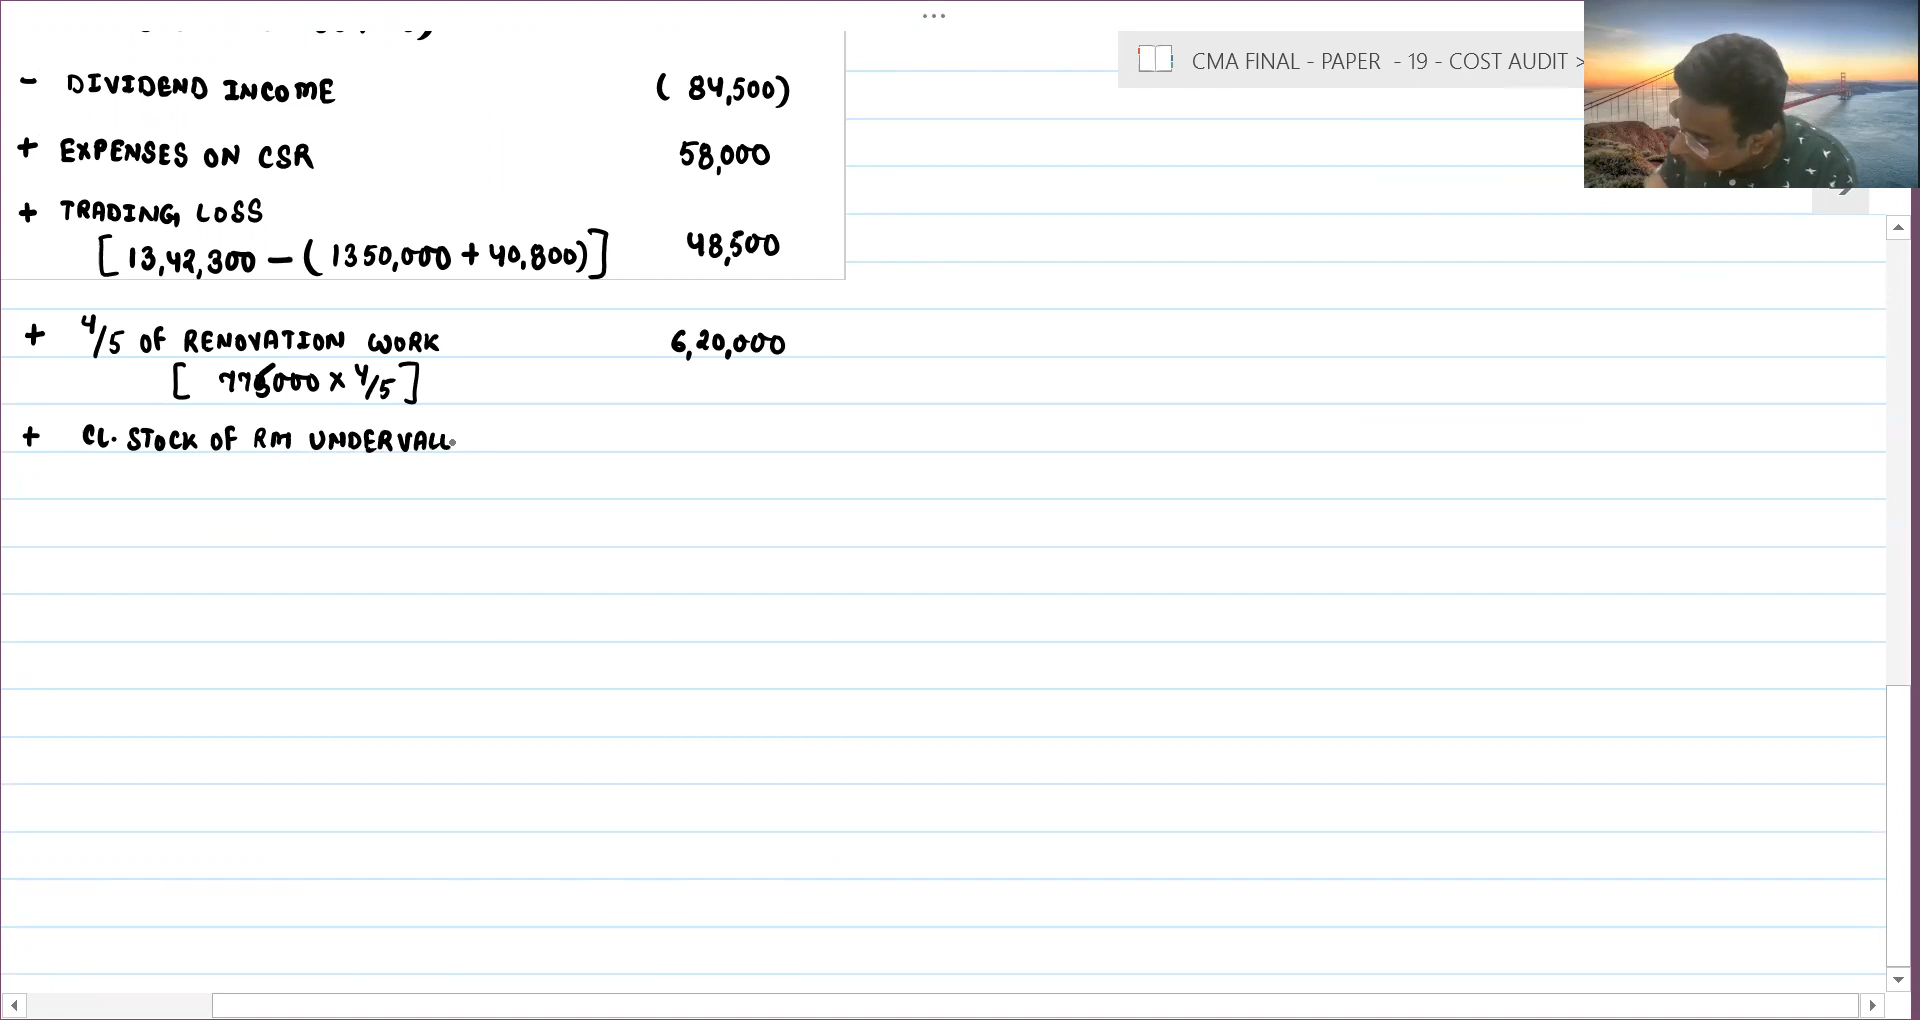 CMA FINAL - PAPER - 19 - COST AUDIT >
- DIVIDEND INCOME (84,500)
+ EXPENSES ON CSR 58,000
+ TRADING LOSS
[13,42,300 - (1350,000 + 40,800)] 48,500
+ 4/5 OF RENOVATION WORK 6,20,000
[775000 x 4/5]
+ CL. STOCK OF RM UNDERVALU